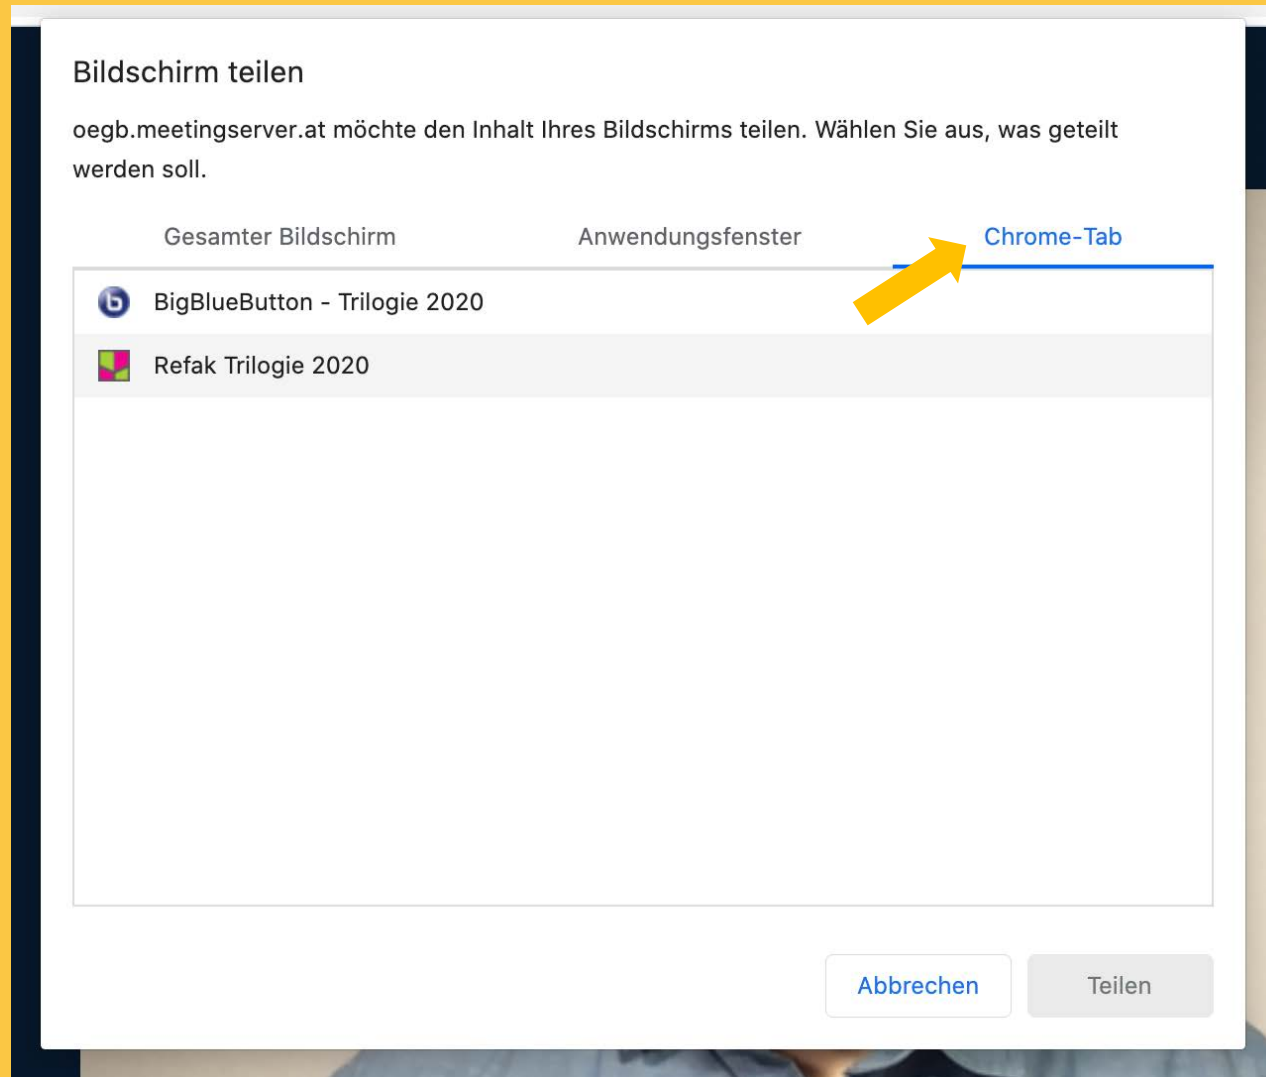 Bildschirm teilen
oegb.meetingserver.at möchte den Inhalt Ihres Bildschirms teilen. Wählen Sie aus, was geteilt
werden soll.
Gesamter Bildschirm Anwendungsfenster Chrome-Tab
BigBlueButton - Trilogie 2020
Refak Trilogie 2020
Abbrechen Teilen